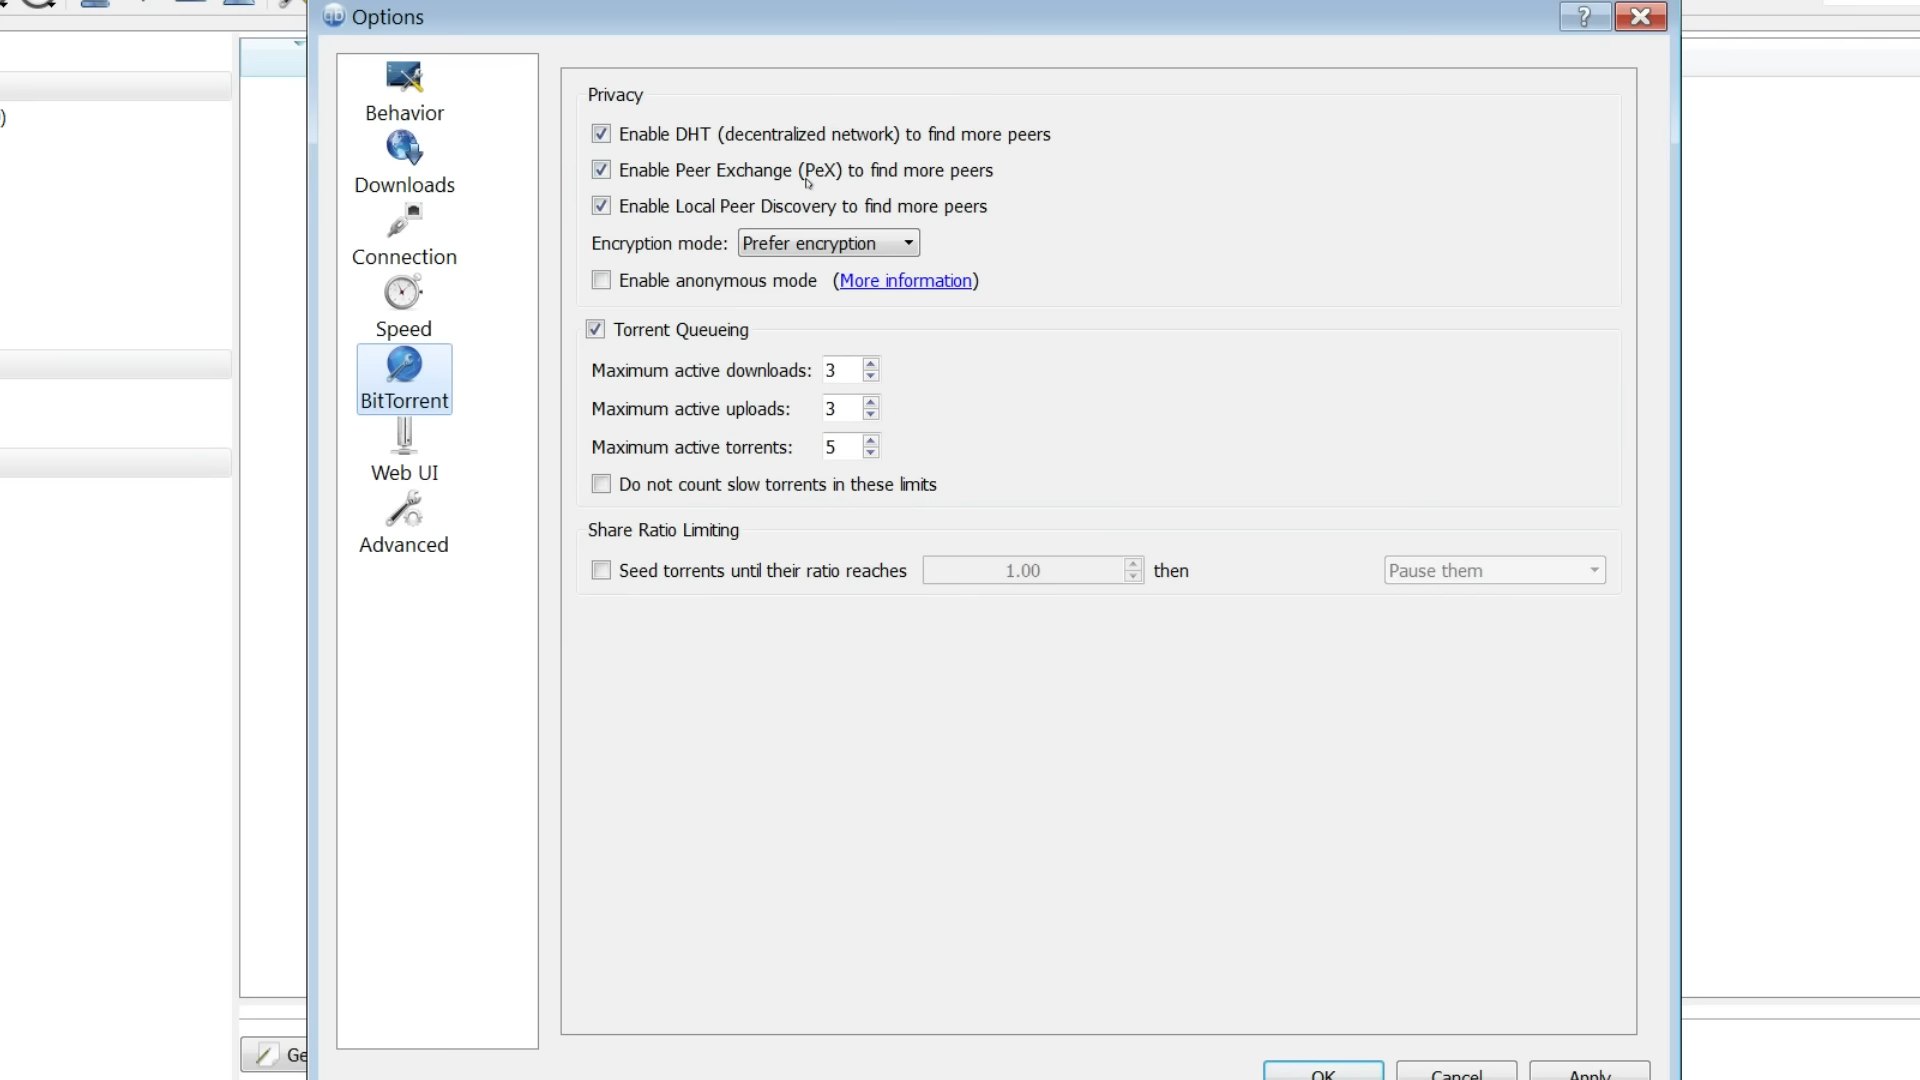 Options
)
Behavior
Downloads
Connection
Speed
BitTorrent
Web UI
Advanced
Privacy
Enable DHT (decentralized network) to find more peers
Enable Peer Exchange (PeX) to find more peers
Enable Local Peer Discovery to find more peers
Encryption mode: Prefer encryption
Enable anonymous mode (More information)
Torrent Queueing
Maximum active downloads: 3
Maximum active uploads: 3
Maximum active torrents: 5
Do not count slow torrents in these limits
Share Ratio Limiting
Seed torrents until their ratio reaches 1.00 then Pause them
Ge
OK Cancel Apply